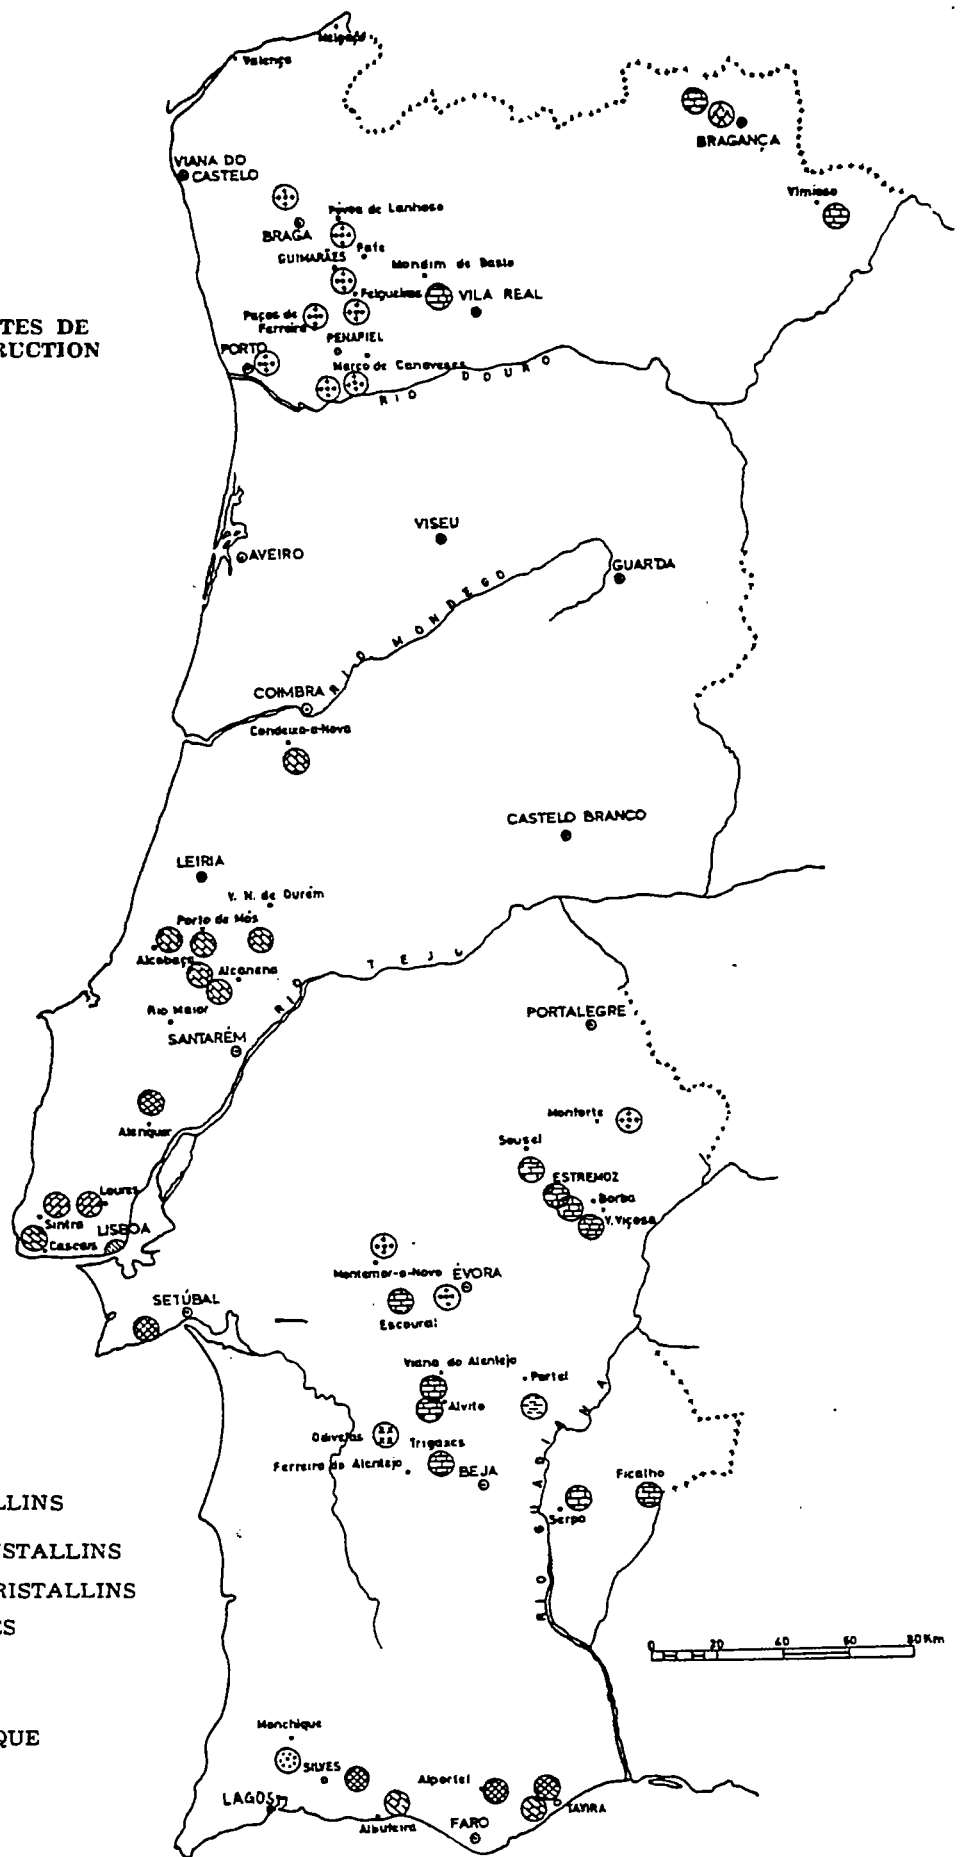 Melgaço
Valença
BRAGANÇA
VIANA DO
CASTELO
Vimioso
Póvoa de Lanhoso
BRAGA
GUIMARÃES
Fafe
Mondim de Basto
Felgueiras
VILA REAL
Paços de
Ferreira
TES DE
RUCTION
PENAFIEL
PORTO
Marco de Canaveses
RIO DOURO
VISEU
AVEIRO
GUARDA
RIO MONDEGO
COIMBRA
Condeixa-a-Nova
CASTELO BRANCO
LEIRIA
V. N. de Ourém
Porto de Mós
Alcobaça
Alcanena
RIO TEJO
Rio Maior
PORTALEGRE
SANTARÉM
Monforte
Alenquer
Sousel
ESTREMOZ
Borba
V. Viçosa
Loures
Sintra
LISBOA
Cascais
Montemor-o-Novo
ÉVORA
SETÚBAL
Escoural
Viana do Alentejo
Portel
Alvito
Odivelas
Trigaxes
Ferreira do Alentejo
BEJA
Ficalho
Serpa
RIO GUADIANA
LLINS
ISTALLINS
RISTALLINS
ES
0 20 40 60 80 Km
QUE
Monchique
SILVES
Alportel
LAGOS
TAVIRA
Albufeira
FARO